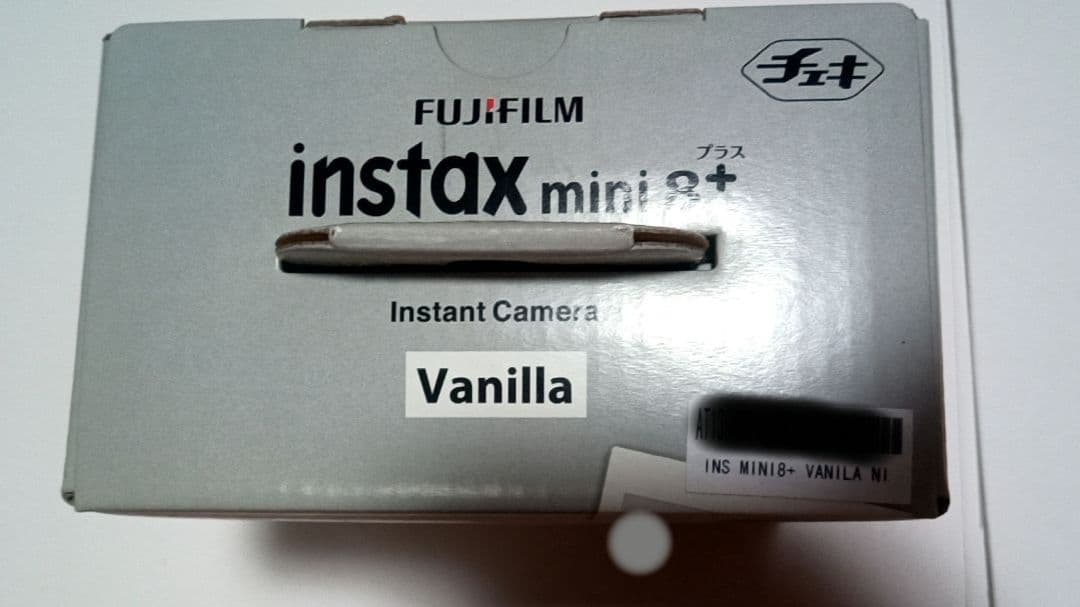 チェキ
FUJIFILM
プラス
instax mini 8+
Instant Camera
Vanilla
INS MINI8+ VANILA NI